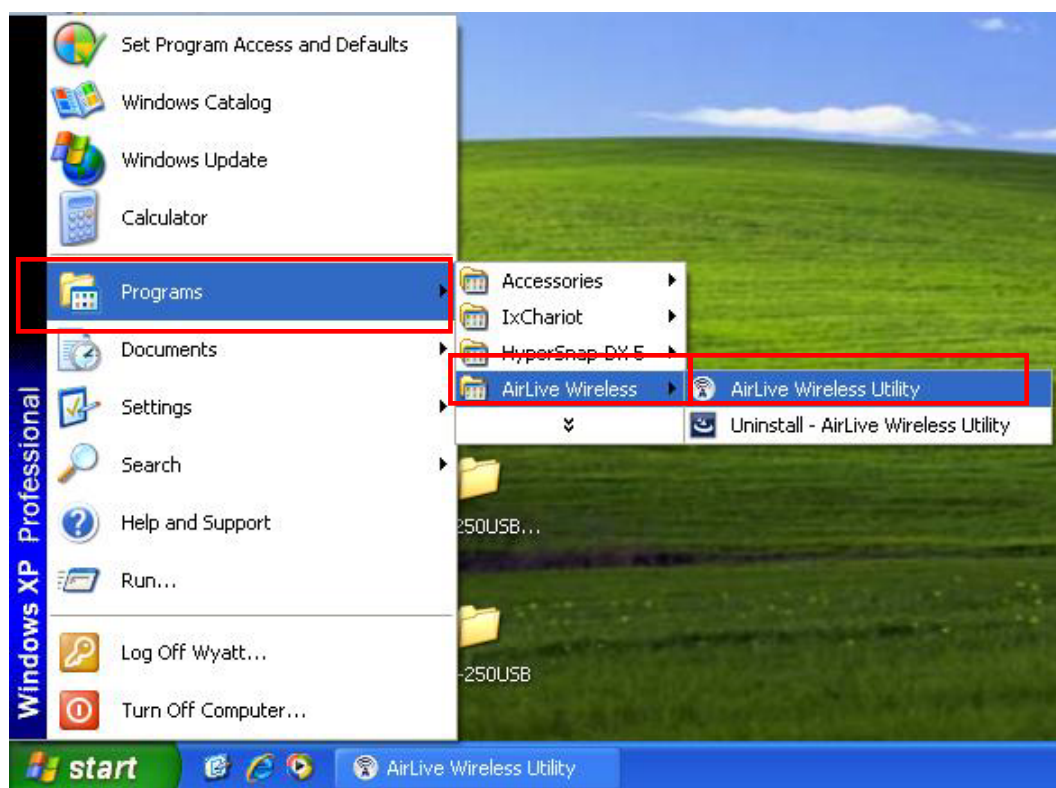 Set Program Access and Defaults
Windows Catalog
Windows Update
Calculator
Programs
Documents
Settings
Search
Help and Support
Run...
Log Off Wyatt...
Turn Off Computer...
Windows XP Professional
Accessories
IxChariot
HyperSnap-DX 5
AirLive Wireless
AirLive Wireless Utility
Uninstall - AirLive Wireless Utility
250USB...
-250USB
start
AirLive Wireless Utility